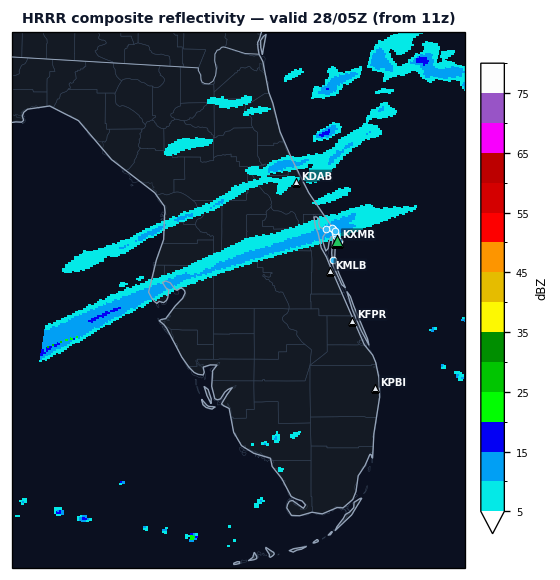 HRRR composite reflectivity — valid 28/05Z (from 11z)
KDAB
KXMR
KMLB
KFPR
KPBI
75
65
55
45
35
25
15
5
dBZ